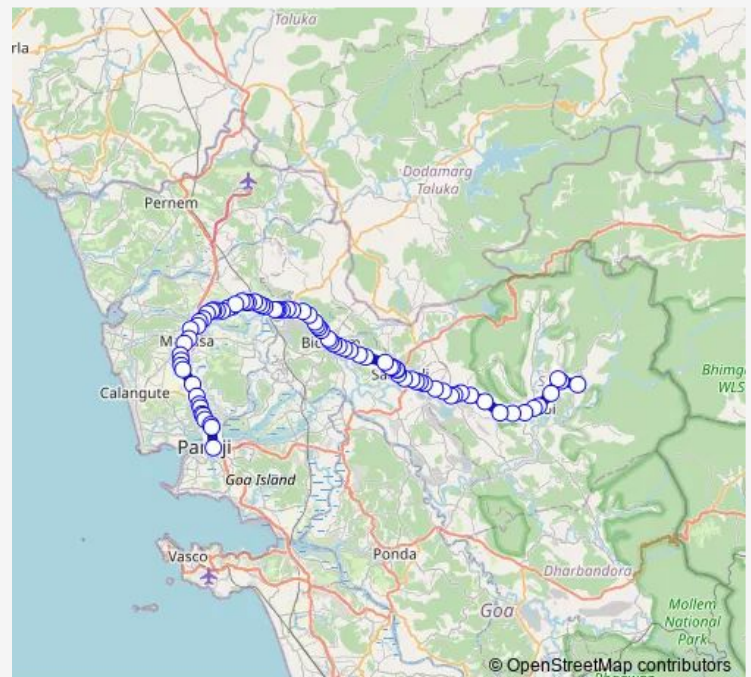 Taluka
rla
Dodamarg
Taluka
Pernem
Calangute
Bhimg
WLS
Goa Island
Vasco
Ponda
Dharbandora
Goa
Mollem
National
Park
© OpenStreetMap contributors